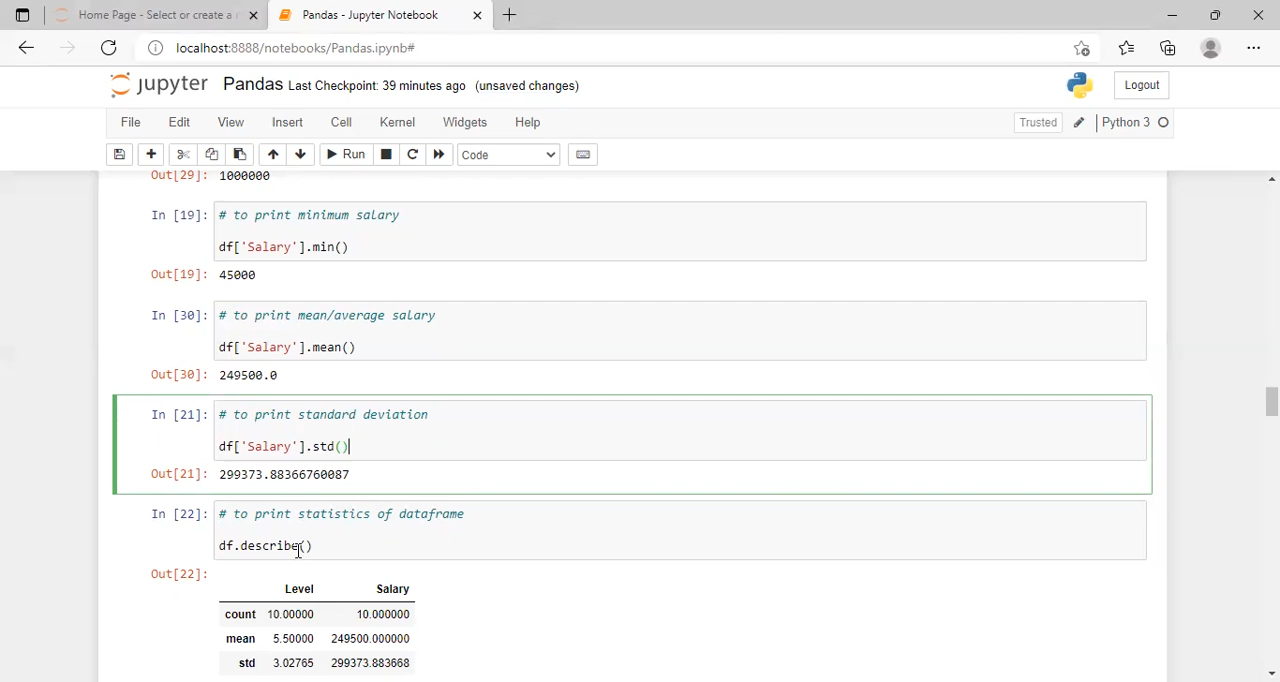 Home Page - Select or create a
Pandas - Jupyter Notebook
localhost:8888/notebooks/Pandas.ipynb#
jupyter Pandas Last Checkpoint: 39 minutes ago (unsaved changes)
Logout
File Edit View Insert Cell Kernel Widgets Help
Trusted Python 3
Run Code
Out[29]: 1000000
In [19]: # to print minimum salary
df['Salary'].min()
Out[19]: 45000
In [30]: # to print mean/average salary
df['Salary'].mean()
Out[30]: 249500.0
In [21]: # to print standard deviation
df['Salary'].std()
Out[21]: 299373.88366760087
In [22]: # to print statistics of dataframe
df.describe()
Out[22]:
Level Salary
count 10.00000 10.000000
mean 5.50000 249500.000000
std 3.02765 299373.883668